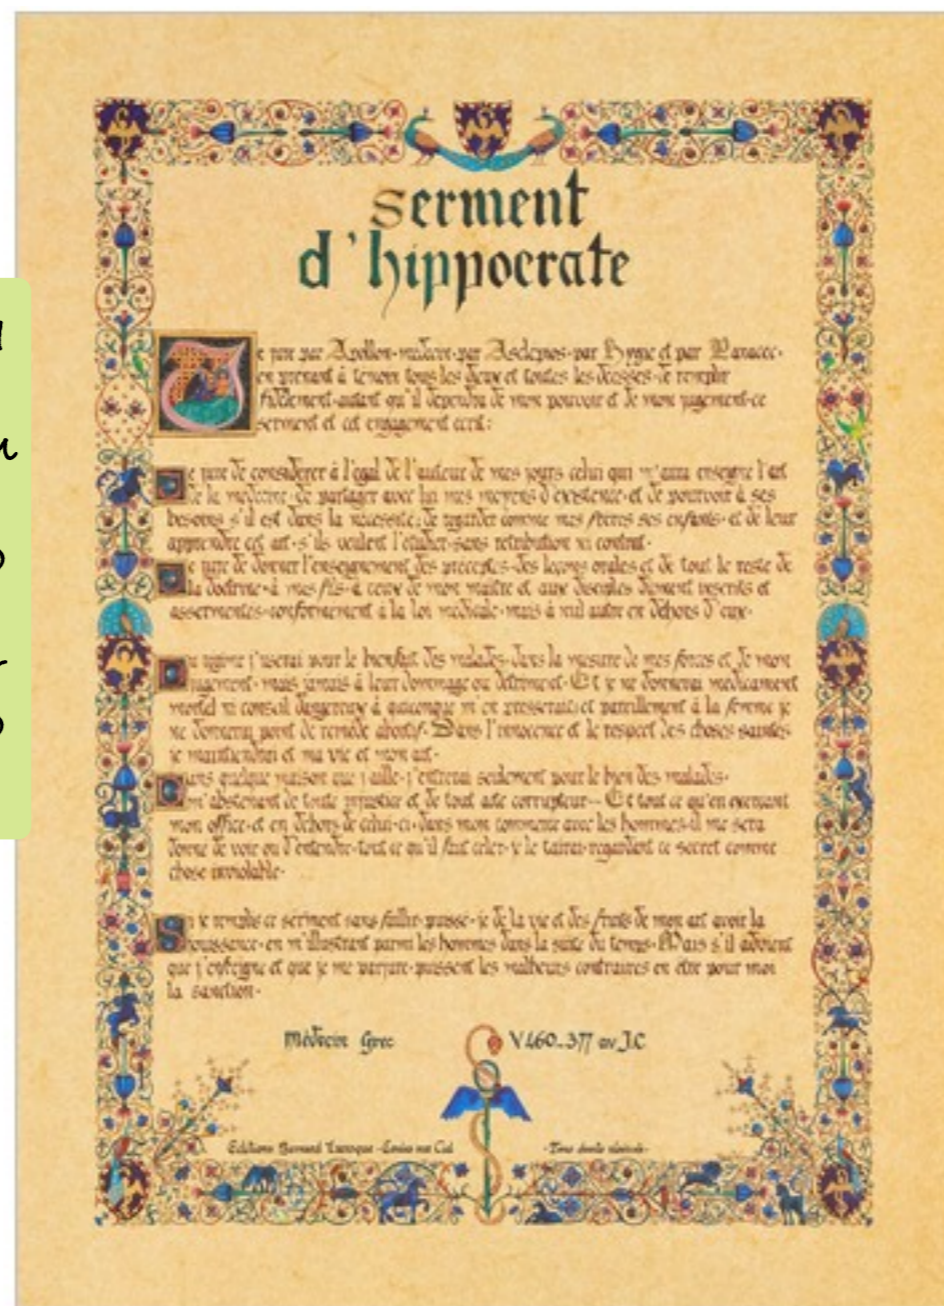 serment
d'hippocrate
Je jure par Apollon·médecin·par Asclépios·par Hygie et par Panacée·
en prenant à temoin tous les dieux et toutes les déesses·de remplir
fidèlement·autant qu'il dépendra de mon pouvoir et de mon jugement·ce
serment et cet engagement écrit:
Je jure de considérer à l'égal de l'auteur de mes jours celui qui m'aura enseigné l'art
de la médecine·de partager avec lui mes moyens d'existence·et de pourvoir à ses
besoins s'il est dans la nécessité;de regarder comme mes frères ses enfants·et de leur
apprendre cet art·s'ils veulent l'étudier·sans rétribution ni contrat·
Je jure de donner l'enseignement des préceptes·des leçons orales et de tout le reste de
la doctrine·à mes fils·à ceux de mon maître et aux disciples dûment inscrits et
assermentés·conformément à la loi médicale·mais à nul autre en dehors d'eux·
régime j'userai pour le bienfait des malades·dans la mesure de mes forces et de mon
jugement·mais jamais à leur dommage ou détriment·Et je ne donnerai médicament
mortel ni conseil dangereux à quiconque m'en presserait;et pareillement à la femme je
ne donnerai point de remède abortif·Dans l'innocence et le respect des choses saintes
je maintiendrai et ma vie et mon art·
Dans quelque maison que j'aille·j'entrerai seulement pour le bien des malades·
m'abstenant de toute injustice et de tout acte corrupteur·Et tout ce qu'en exerçant
mon office·et en dehors de celui-ci·dans mon commerce avec les hommes·il me sera
donné de voir ou d'entendre·tout ce qu'il faut celer·je le tairai·regardant ce secret comme
chose inviolable·
Si je remplis ce serment sans faillir·puissé-je de la vie et des fruits de mon art avoir la
jouissance·en m'illustrant parmi les hommes dans la suite du temps·Mais s'il advient
que j'enfreigne et que je me parjure·puissent les malheurs contraires en être pour moi
la sanction·
Médecin Grec V 460_377 av J.C
Editions Bernard